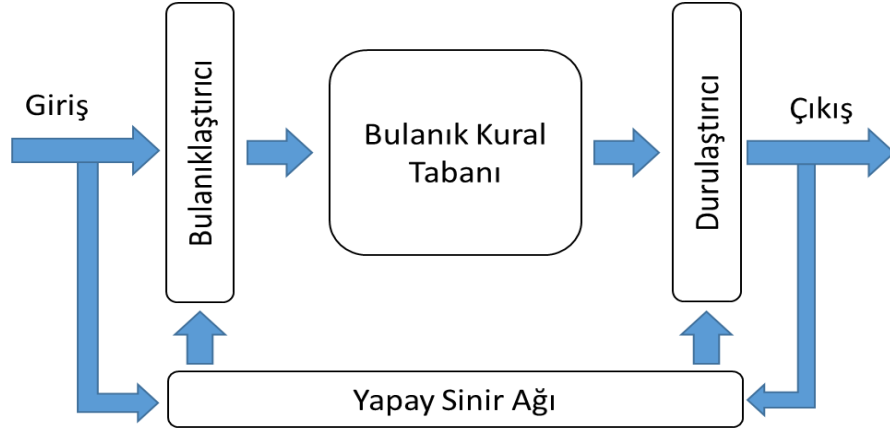 Giriş
Bulanıklaştırıcı
Bulanık Kural
Tabanı
Durulaştırıcı
Çıkış
Yapay Sinir Ağı